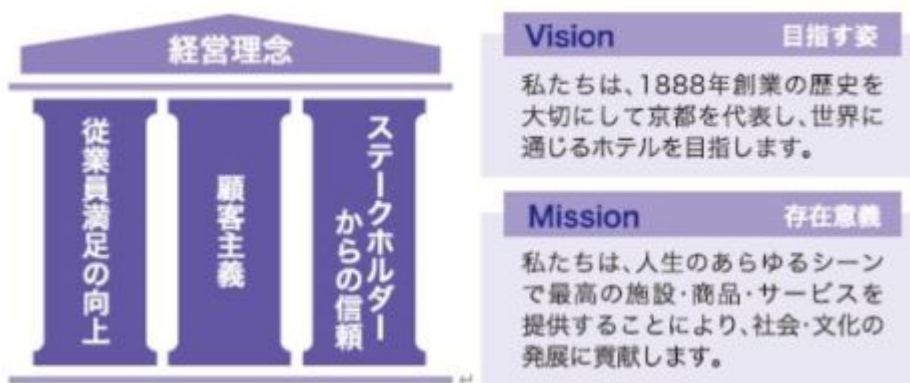 経営理念
従業員満足の向上
顧客主義
ステークホルダー
からの信頼
Vision 目指す姿
私たちは、1888年創業の歴史を
大切にして京都を代表し、世界に
通じるホテルを目指します。
Mission 存在意義
私たちは、人生のあらゆるシーン
で最高の施設・商品・サービスを
提供することにより、社会・文化の
発展に貢献します。